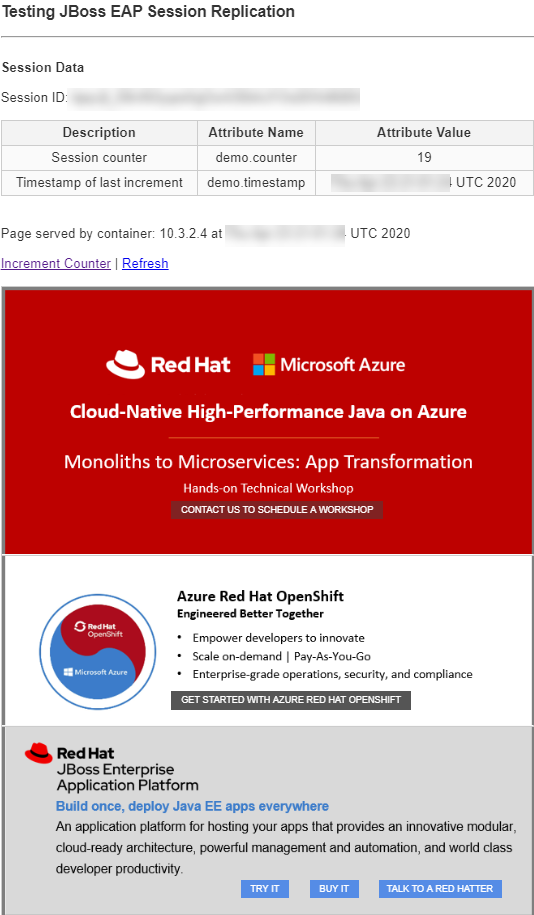 Testing JBoss EAP Session Replication
Session Data
Session ID:
Description Attribute Name Attribute Value
Session counter demo.counter 19
Timestamp of last increment demo.timestamp UTC 2020
Page served by container: 10.3.2.4 at UTC 2020
Increment Counter | Refresh
Red Hat Microsoft Azure
Cloud-Native High-Performance Java on Azure
Monoliths to Microservices: App Transformation
Hands-on Technical Workshop
CONTACT US TO SCHEDULE A WORKSHOP
Azure Red Hat OpenShift
Engineered Better Together
Red Hat
OpenShift
Microsoft Azure
• Empower developers to innovate
• Scale on-demand | Pay-As-You-Go
• Enterprise-grade operations, security, and compliance
GET STARTED WITH AZURE RED HAT OPENSHIFT
Red Hat
JBoss Enterprise
Application Platform
Build once, deploy Java EE apps everywhere
An application platform for hosting your apps that provides an innovative modular,
cloud-ready architecture, powerful management and automation, and world class
developer productivity.
TRY IT BUY IT TALK TO A RED HATTER